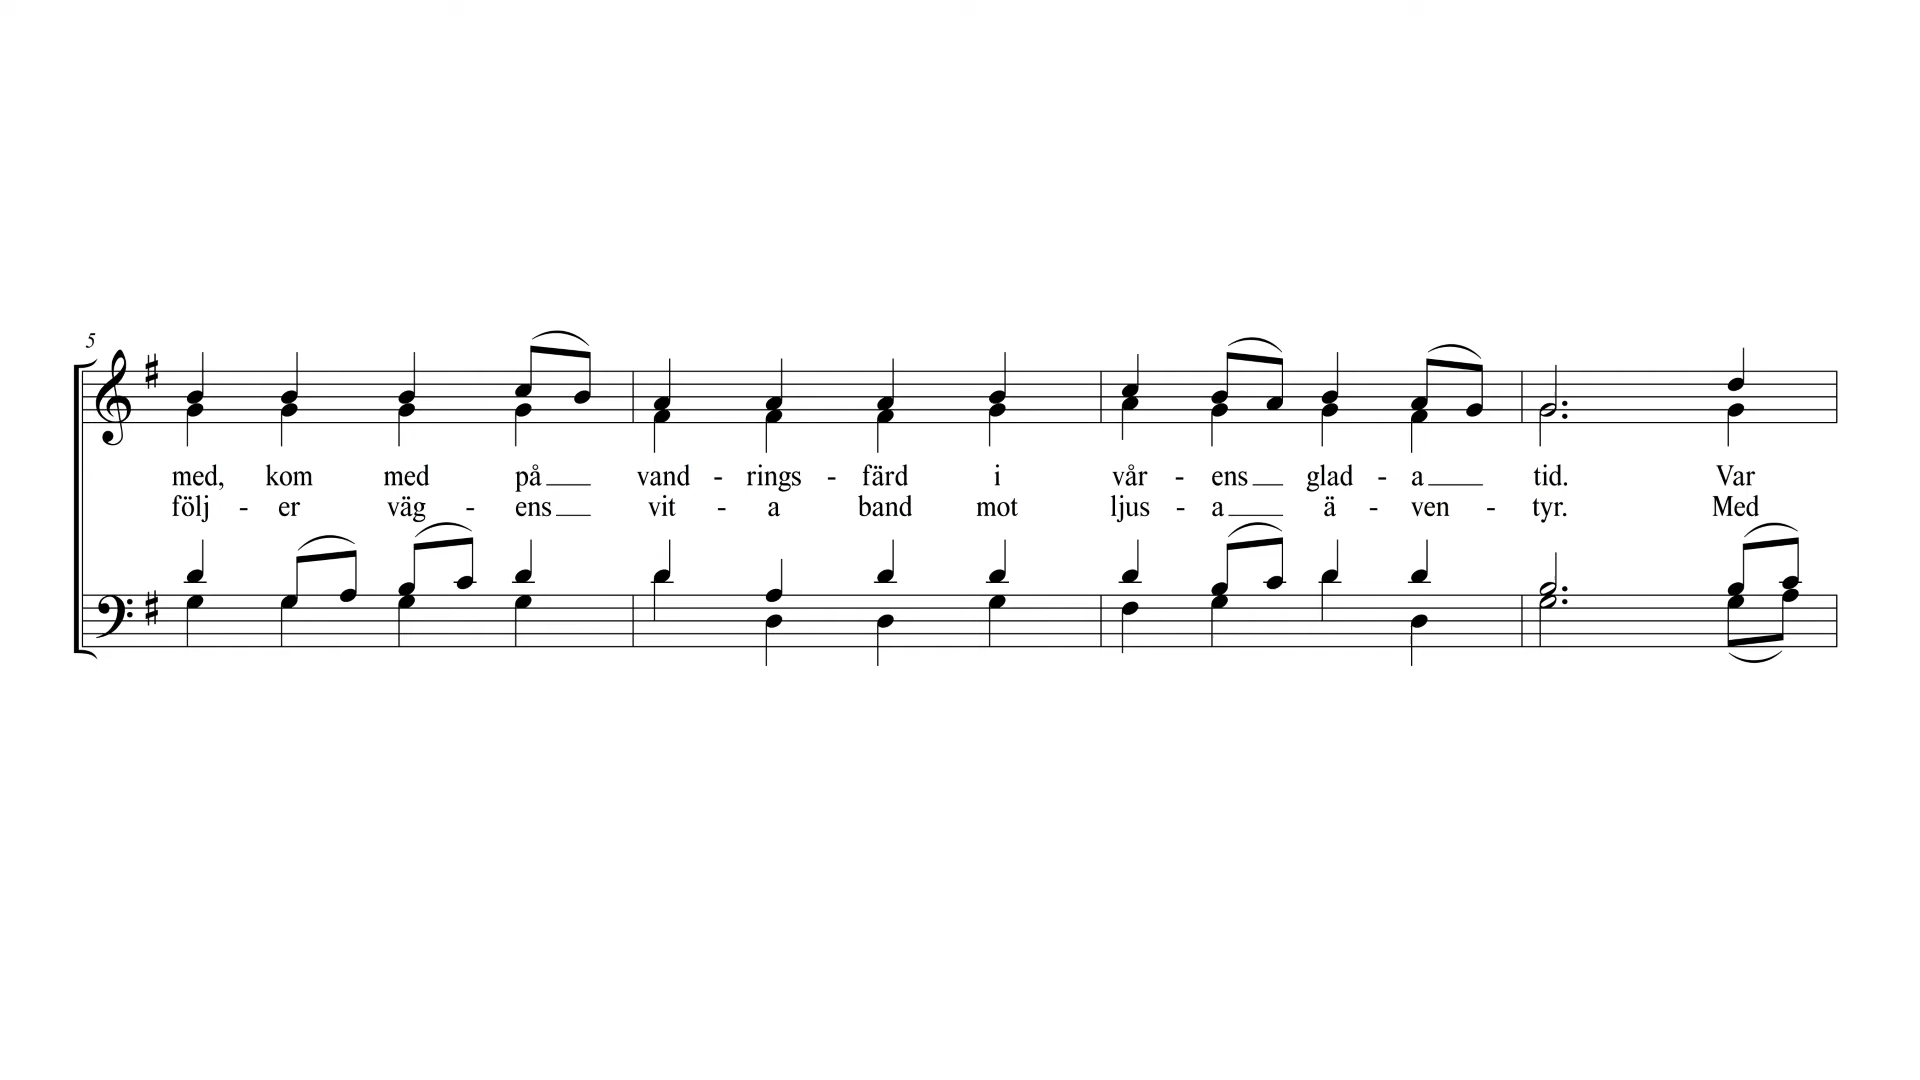 5
med, kom med på vand - rings - färd i vår - ens glad - a tid. Var
följ - er väg - ens vit - a band mot ljus - a ä - ven - tyr. Med